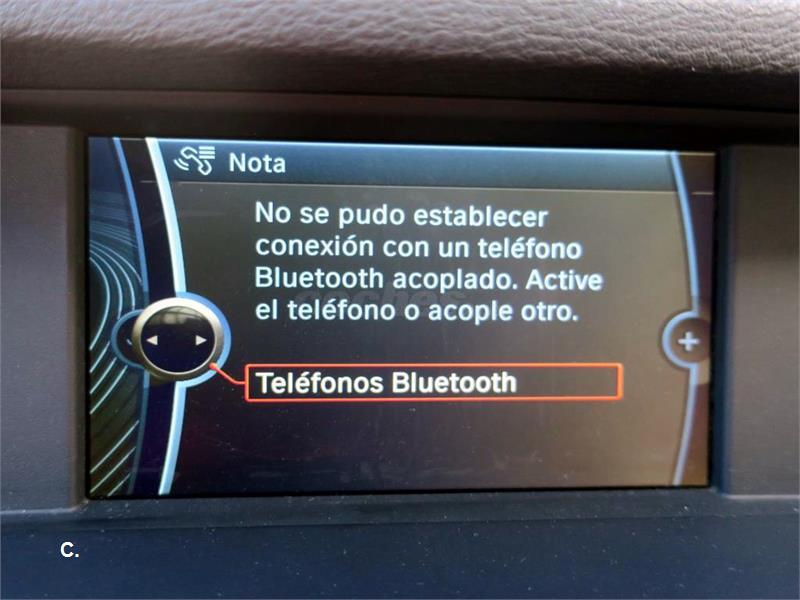 Nota
No se pudo establecer
conexión con un teléfono
Bluetooth acoplado. Active
el teléfono o acople otro.
Teléfonos Bluetooth
C.